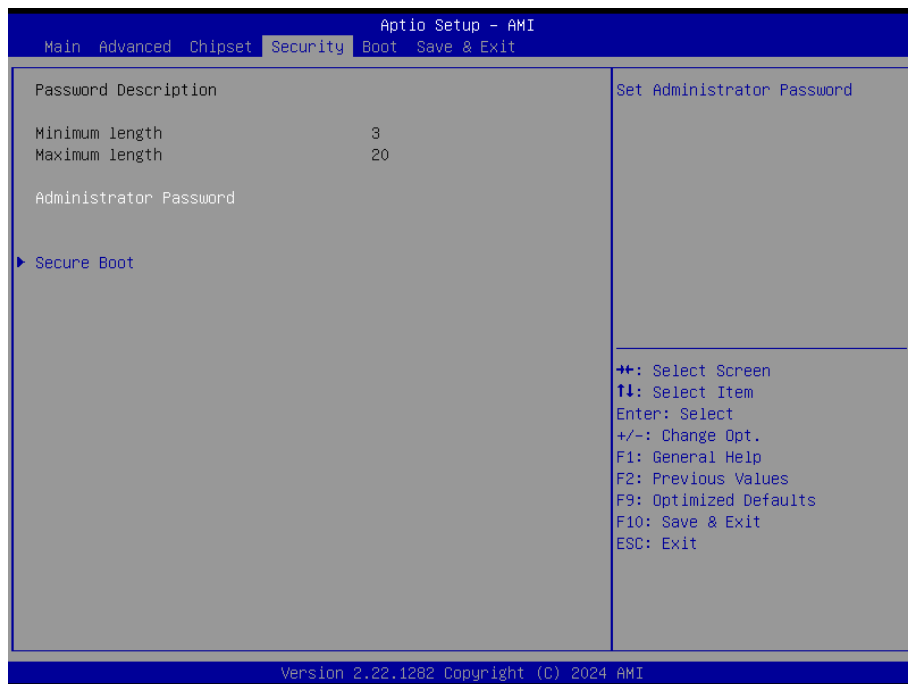 Aptio Setup - AMI
Main Advanced Chipset Security Boot Save & Exit
Password Description
Minimum length 3
Maximum length 20
Administrator Password
Secure Boot
Set Administrator Password
→←: Select Screen
↑↓: Select Item
Enter: Select
+/-: Change Opt.
F1: General Help
F2: Previous Values
F9: Optimized Defaults
F10: Save & Exit
ESC: Exit
Version 2.22.1282 Copyright (C) 2024 AMI